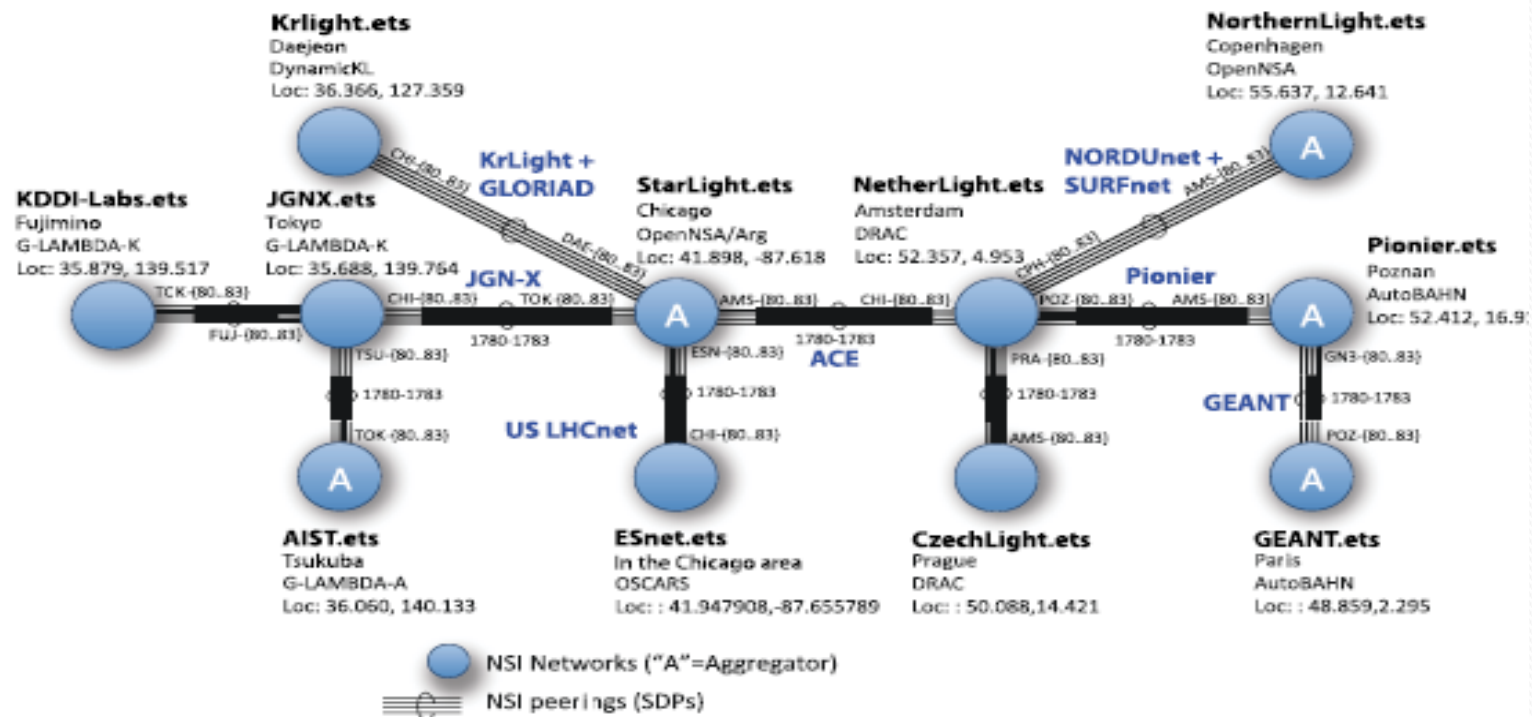 Krlight.ets
Daejeon
DynamicKL
Loc: 36.366, 127.359
NorthernLight.ets
Copenhagen
OpenNSA
Loc: 55.637, 12.641
A
CHI-{80..83}
KrLight +
GLORIAD
DAE-{80..83}
NORDUnet +
SURFnet
AMS-{80..83}
CPH-{80..83}
KDDI-Labs.ets
Fujimino
G-LAMBDA-K
Loc: 35.879, 139.517
JGNX.ets
Tokyo
G-LAMBDA-K
Loc: 35.688, 139.764
StarLight.ets
Chicago
OpenNSA/Arg
Loc: 41.898, -87.618
NetherLight.ets
Amsterdam
DRAC
Loc: 52.357, 4.953
Pionier.ets
Poznan
AutoBAHN
Loc: 52.412, 16.9
TCK-{80..83}
FUJ-{80..83}
JGN-X
CHI-{80..83}
TOK-{80..83}
1780-1783
A
AMS-{80..83}
CHI-{80..83}
1780-1783
ACE
Pionier
POZ-{80..83}
AMS-{80..83}
1780-1783
A
TSU-{80..83}
1780-1783
TOK-{80..83}
A
ESN-{80..83}
1780-1783
US LHCnet
CHI-{80..83}
PRA-{80..83}
1780-1783
AMS-{80..83}
GN3-{80..83}
GEANT
1780-1783
POZ-{80..83}
A
AIST.ets
Tsukuba
G-LAMBDA-A
Loc: 36.060, 140.133
ESnet.ets
In the Chicago area
OSCARS
Loc: : 41.947908,-87.655789
CzechLight.ets
Prague
DRAC
Loc: : 50.088,14.421
GEANT.ets
Paris
AutoBAHN
Loc: : 48.859,2.295
NSI Networks (“A”=Aggregator)
NSI peerings (SDPs)